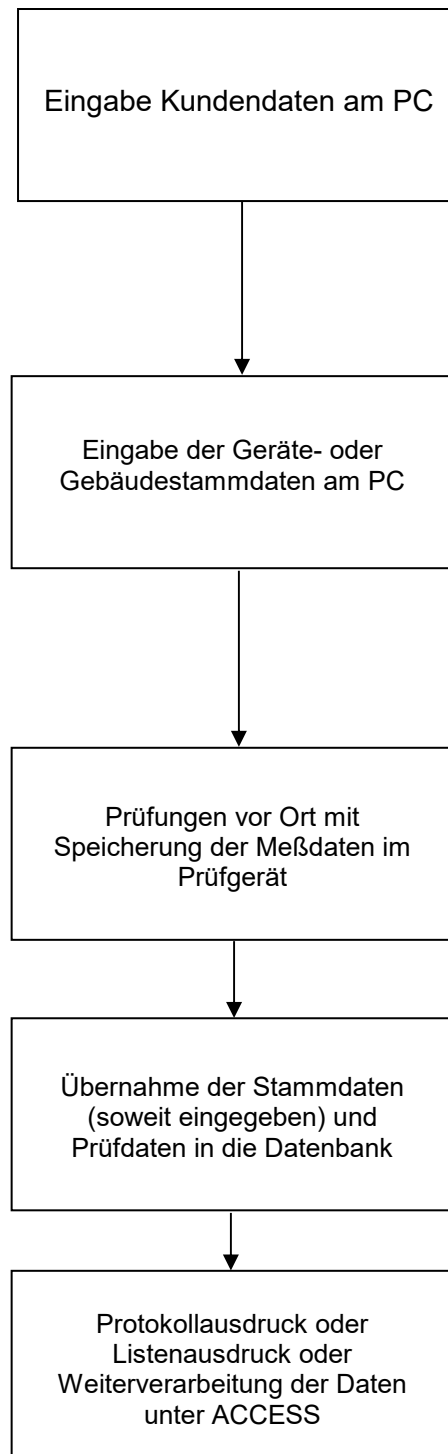 Eingabe Kundendaten am PC
Eingabe der Geräte- oder
Gebäudestammdaten am PC
Prüfungen vor Ort mit
Speicherung der Meßdaten im
Prüfgerät
Übernahme der Stammdaten
(soweit eingegeben) und
Prüfdaten in die Datenbank
Protokollausdruck oder
Listenausdruck oder
Weiterverarbeitung der Daten
unter ACCESS